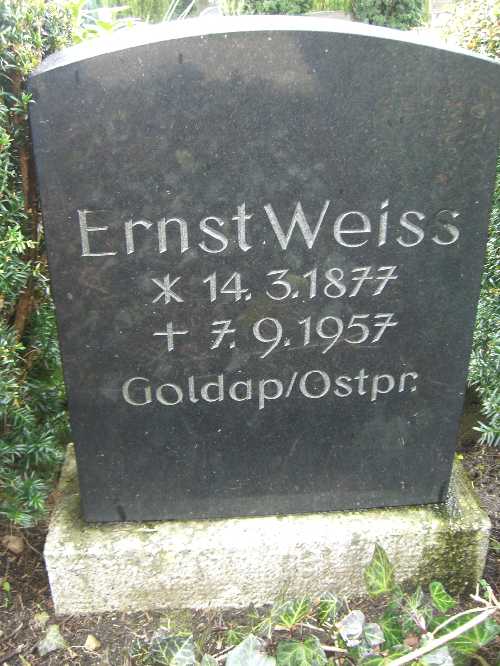 Ernst Weiss
* 14.3.1877
+ 7.9.1957
Goldap/Ostpr.